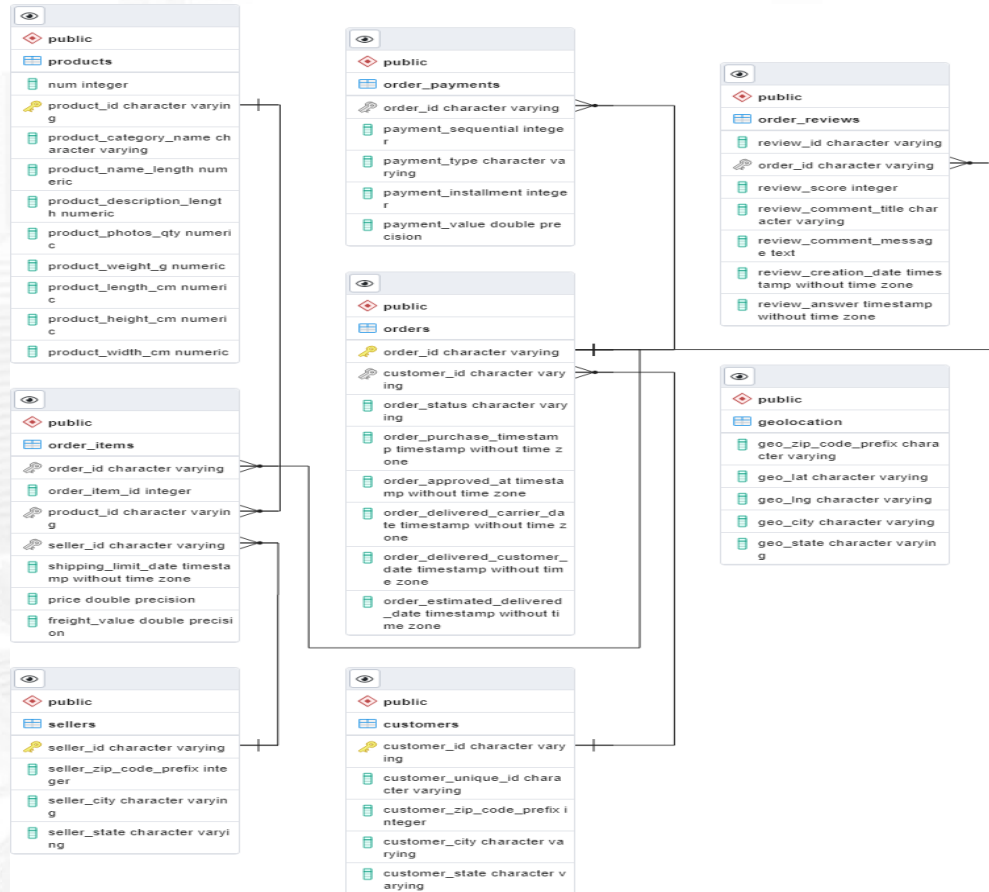 public
products
num integer
product_id character varyin
g
product_category_name ch
aracter varying
product_name_length num
eric
product_description_lengt
h numeric
product_photos_qty numeri
c
product_weight_g numeric
product_length_cm numeri
c
product_height_cm numeri
c
product_width_cm numeric
public
order_items
order_id character varying
order_item_id integer
product_id character varyin
g
seller_id character varying
shipping_limit_date timesta
mp without time zone
price double precision
freight_value double precisi
on
public
sellers
seller_id character varying
seller_zip_code_prefix inte
ger
seller_city character varyin
g
seller_state character varyi
ng
public
order_payments
order_id character varying
payment_sequential intege
r
payment_type character va
rying
payment_installment intege
r
payment_value double pre
cision
public
orders
order_id character varying
customer_id character vary
ing
order_status character vary
ing
order_purchase_timestam
p timestamp without time z
one
order_approved_at timesta
mp without time zone
order_delivered_carrier_da
te timestamp without time z
one
order_delivered_customer_
date timestamp without tim
e zone
order_estimated_delivered
_date timestamp without ti
me zone
public
customers
customer_id character vary
ing
customer_unique_id chara
cter varying
customer_zip_code_prefix i
nteger
customer_city character va
rying
customer_state character v
arying
public
order_reviews
review_id character varying
order_id character varying
review_score integer
review_comment_title char
acter varying
review_comment_messag
e text
review_creation_date times
tamp without time zone
review_answer timestamp
without time zone
public
geolocation
geo_zip_code_prefix chara
cter varying
geo_lat character varying
geo_lng character varying
geo_city character varying
geo_state character varyin
g